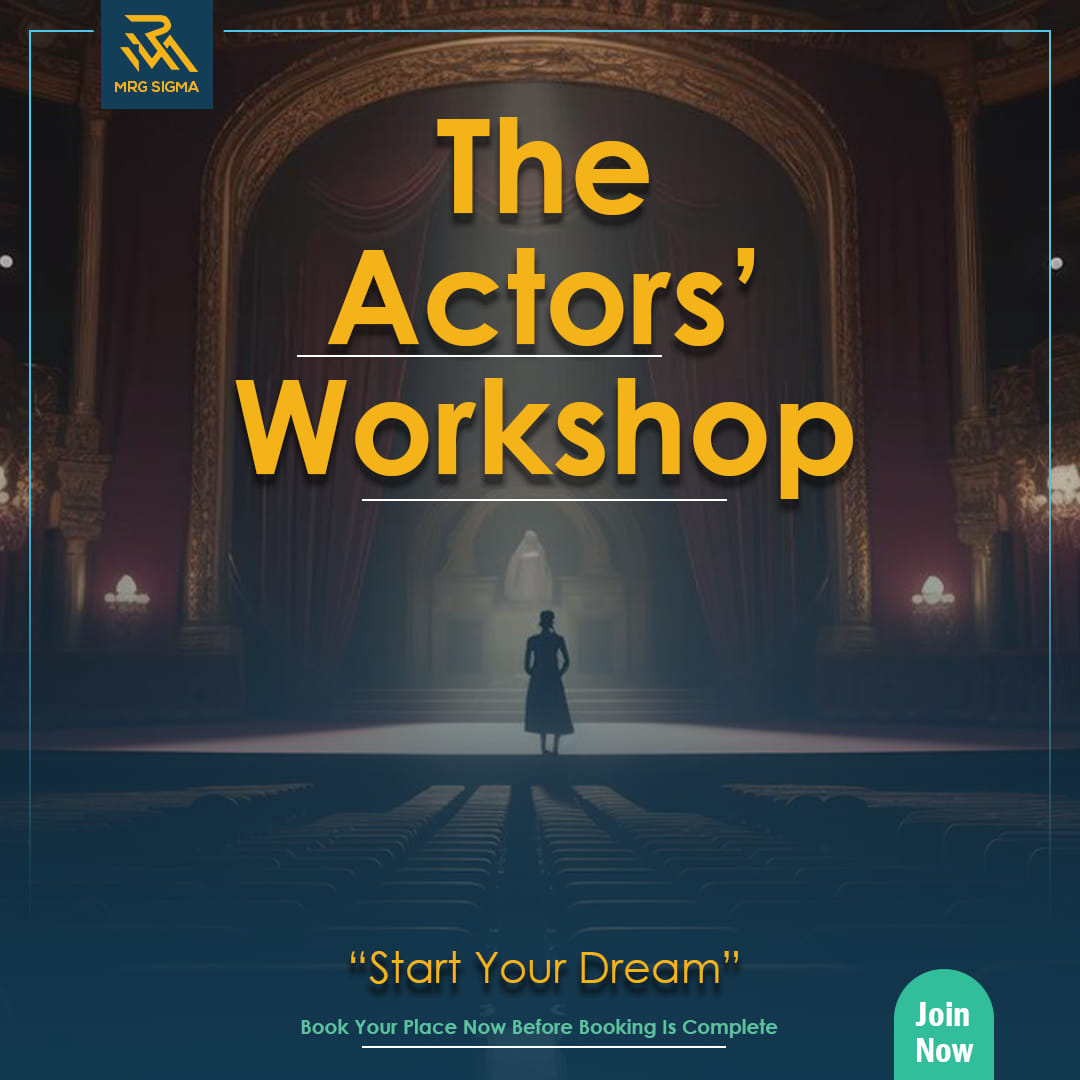 MRG SIGMA
The
Actors’
Workshop
“Start Your Dream”
Book Your Place Now Before Booking Is Complete
Join
Now